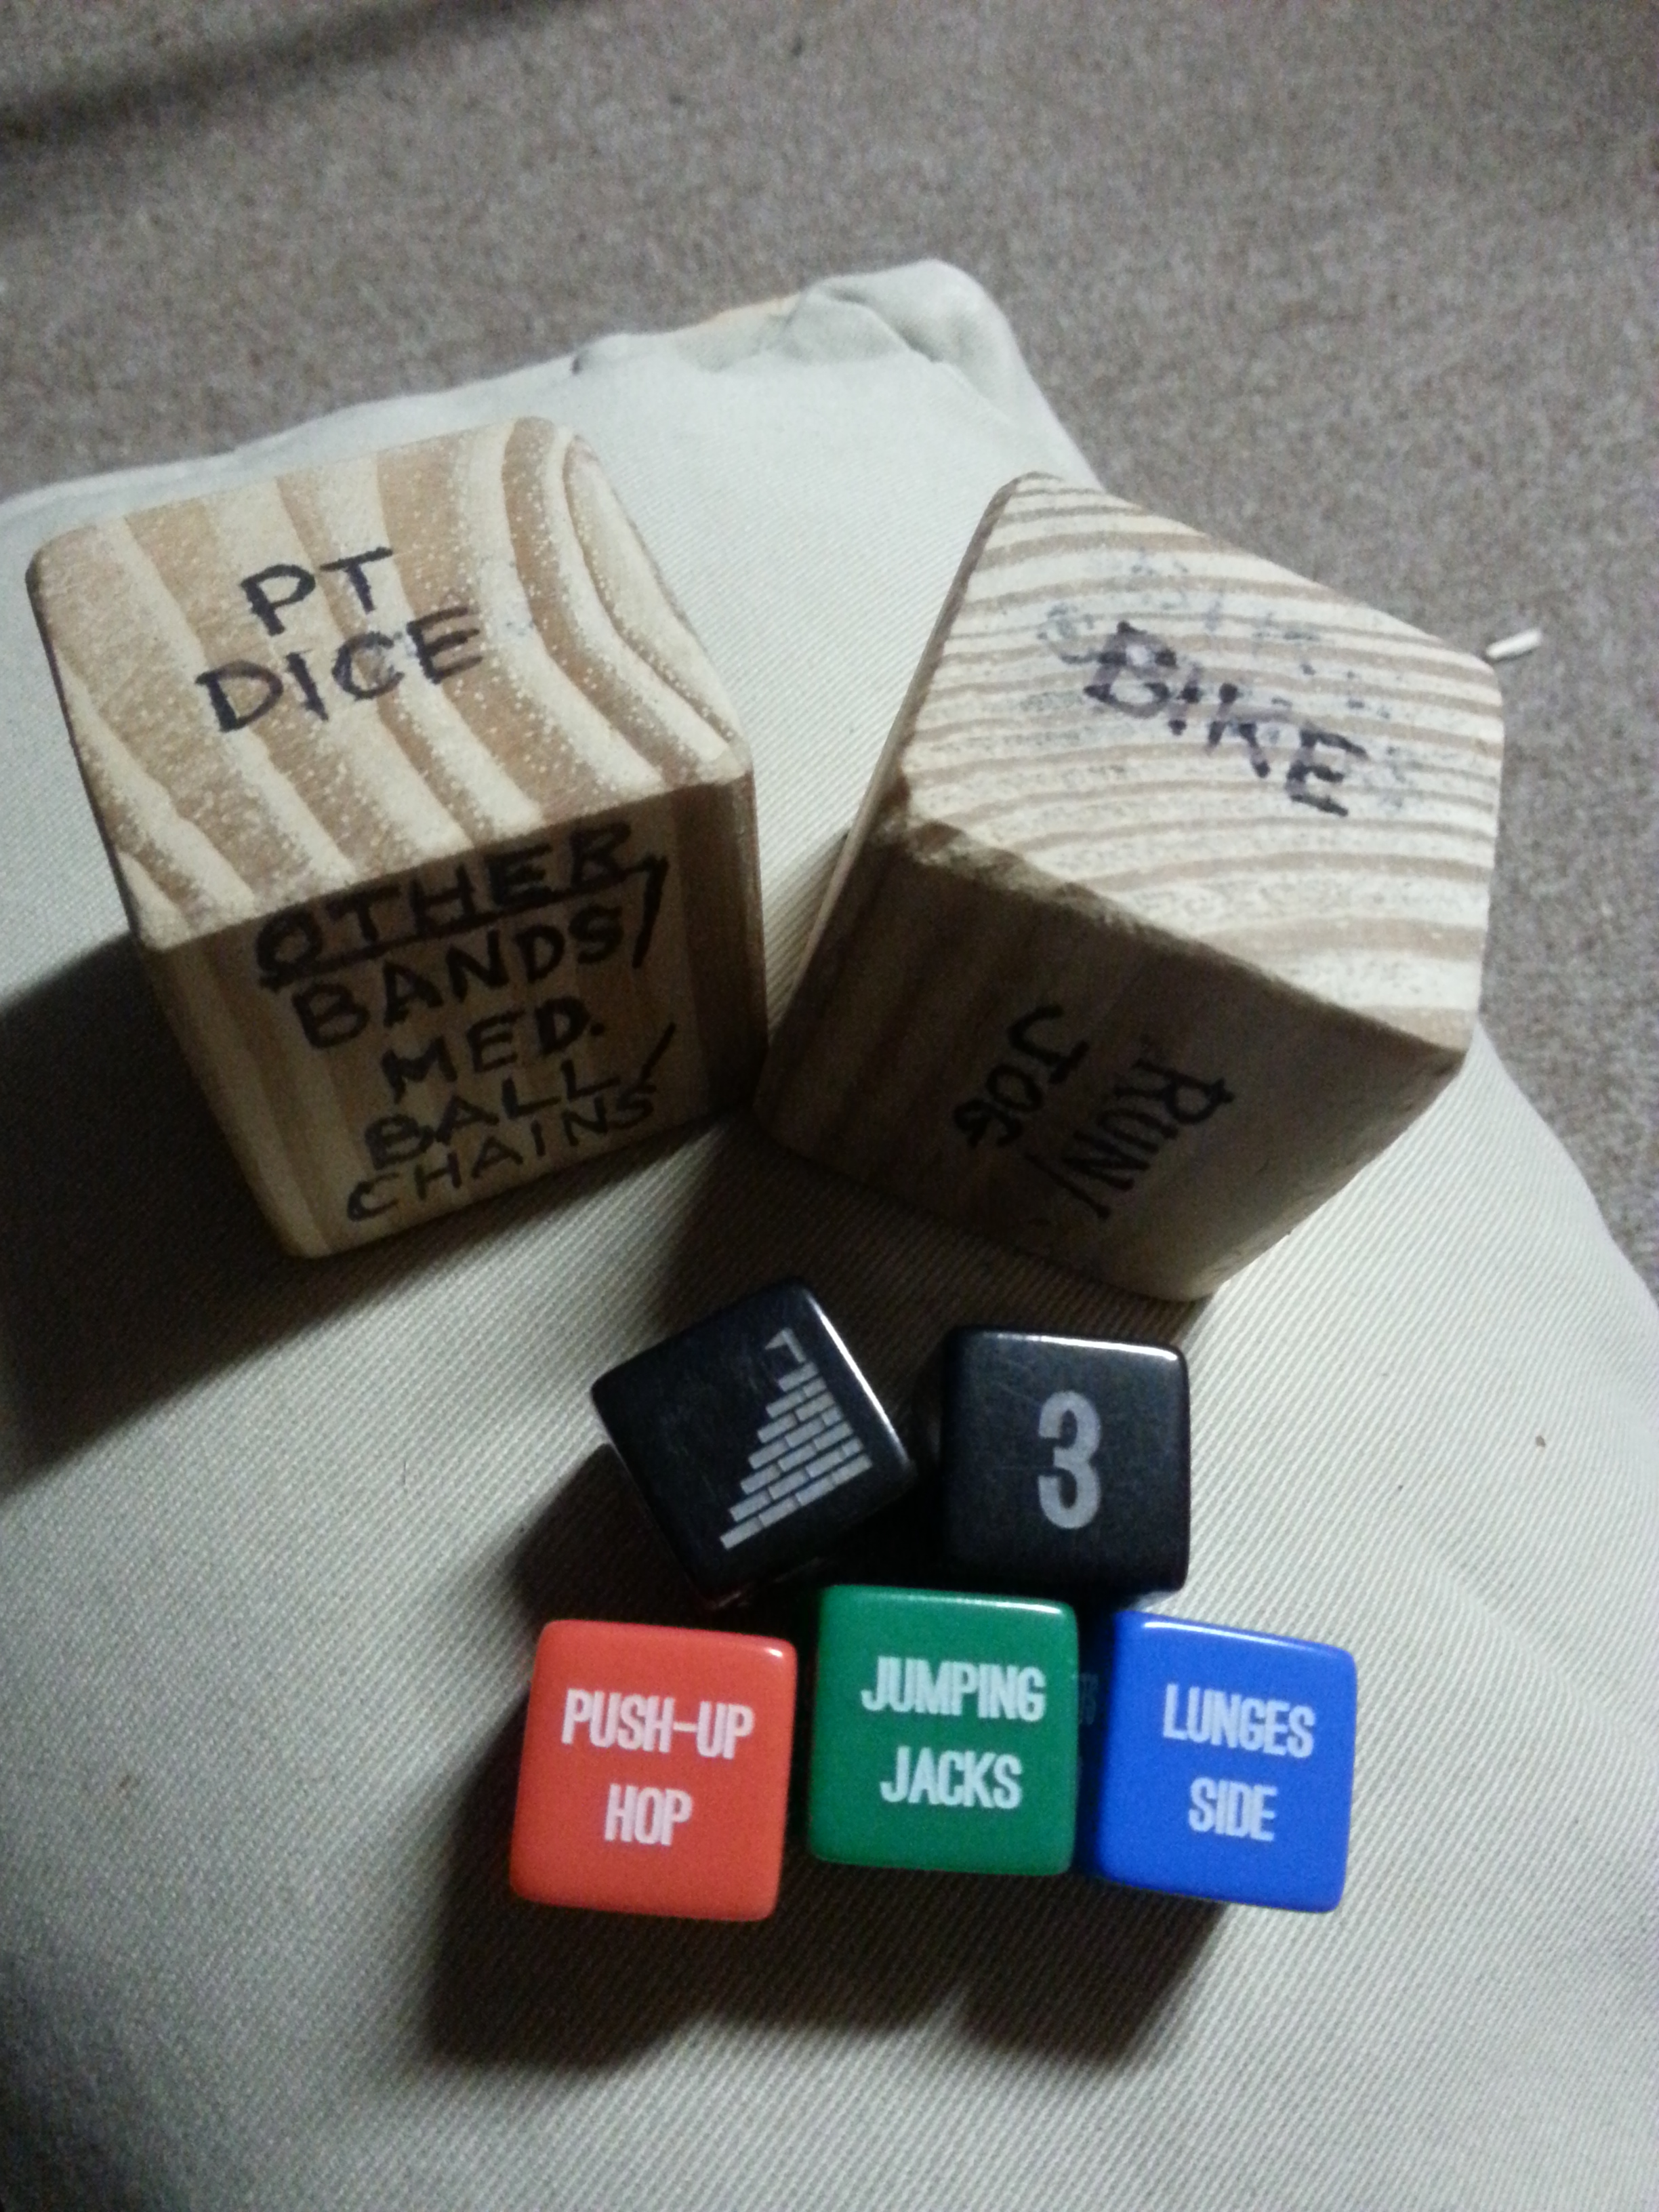 PT
DICE
OTHER
BANDS/
MED.
BALL/
CHAINS
BIKE
RUN/
JOG
3
PUSH-UP
HOP
JUMPING
JACKS
LUNGES
SIDE